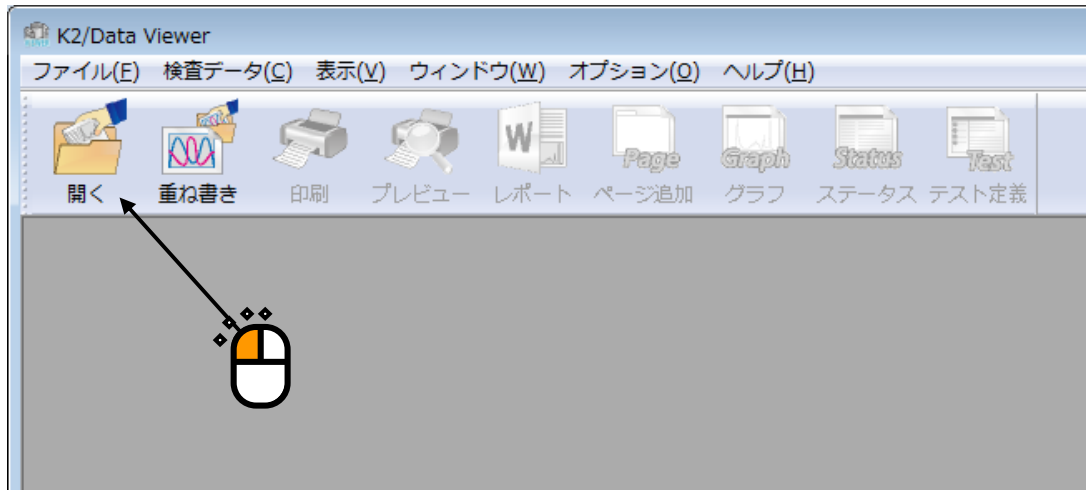 K2/Data Viewer
ファイル(F) 検査データ(C) 表示(V) ウィンドウ(W) オプション(O) ヘルプ(H)
W Page Graph Status Test
開く 重ね書き 印刷 プレビュー レポート ページ追加 グラフ ステータス テスト定義